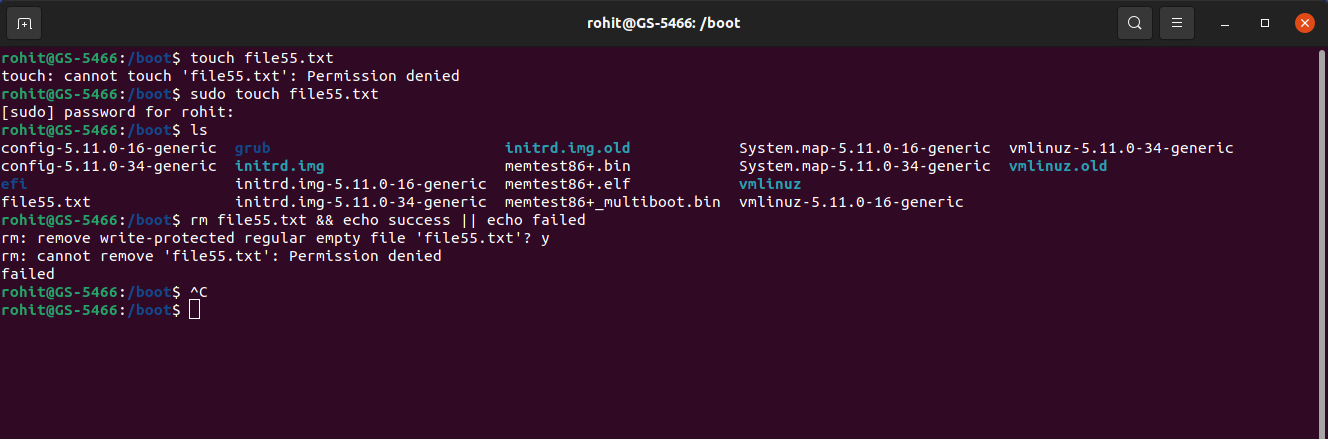 rohit@GS-5466: /boot
rohit@GS-5466:/boot$ touch file55.txt
touch: cannot touch 'file55.txt': Permission denied
rohit@GS-5466:/boot$ sudo touch file55.txt
[sudo] password for rohit:
rohit@GS-5466:/boot$ ls
config-5.11.0-16-generic  grub                          initrd.img.old            System.map-5.11.0-16-generic  vmlinuz-5.11.0-34-generic
config-5.11.0-34-generic  initrd.img                    memtest86+.bin            System.map-5.11.0-34-generic  vmlinuz.old
efi                       initrd.img-5.11.0-16-generic  memtest86+.elf            vmlinuz
file55.txt                initrd.img-5.11.0-34-generic  memtest86+_multiboot.bin  vmlinuz-5.11.0-16-generic
rohit@GS-5466:/boot$ rm file55.txt && echo success || echo failed
rm: remove write-protected regular empty file 'file55.txt'? y
rm: cannot remove 'file55.txt': Permission denied
failed
rohit@GS-5466:/boot$ ^C
rohit@GS-5466:/boot$